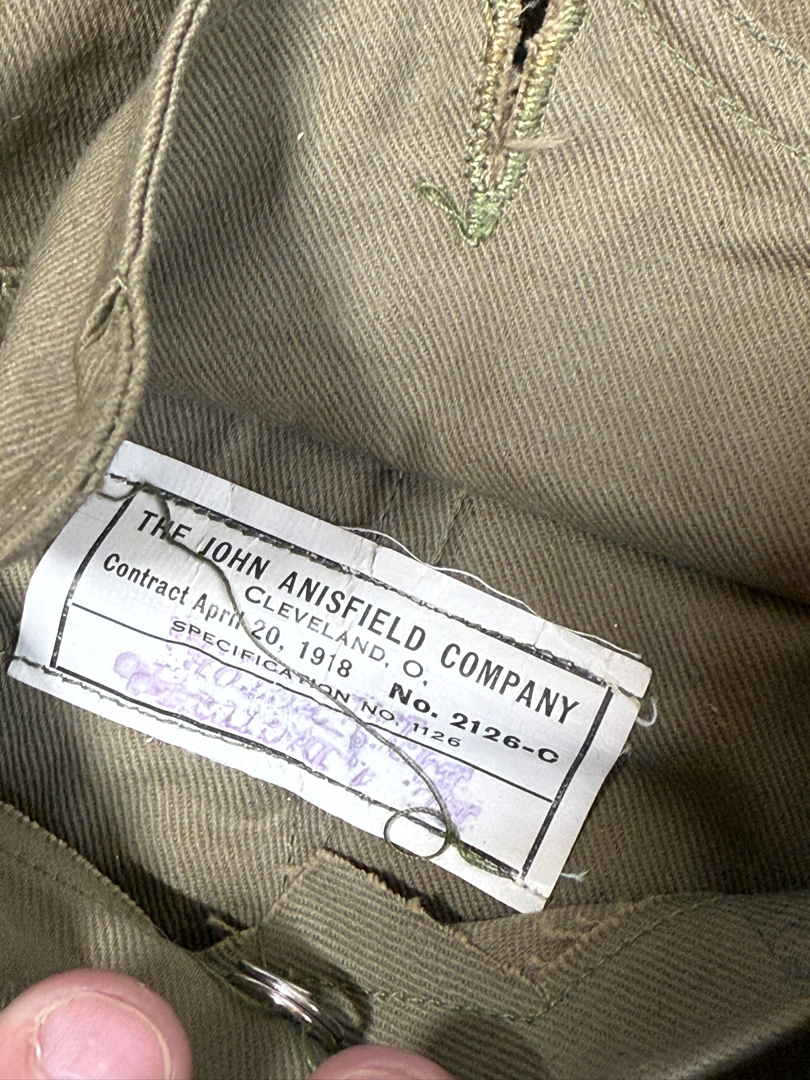 THE JOHN ANISFIELD COMPANY
CLEVELAND, O.
Contract April 20, 1918 No. 2126-C
SPECIFICATION NO. 1126